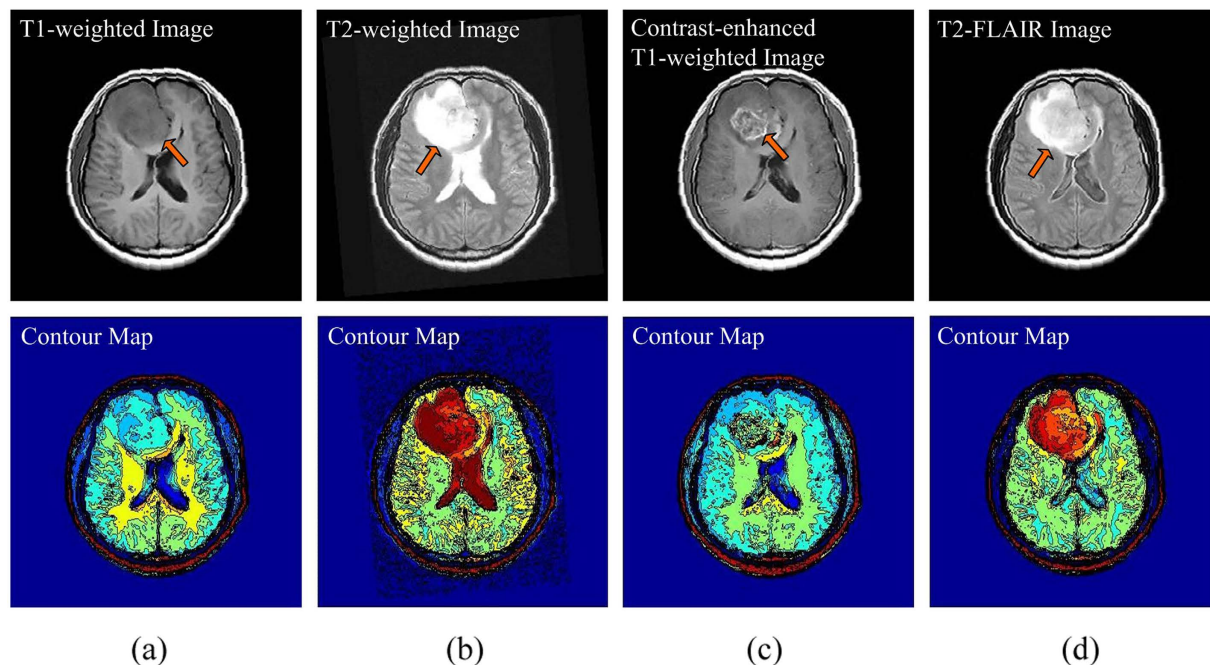 T1-weighted Image
T2-weighted Image
Contrast-enhanced
T1-weighted Image
T2-FLAIR Image
Contour Map
Contour Map
Contour Map
Contour Map
(a)
(b)
(c)
(d)